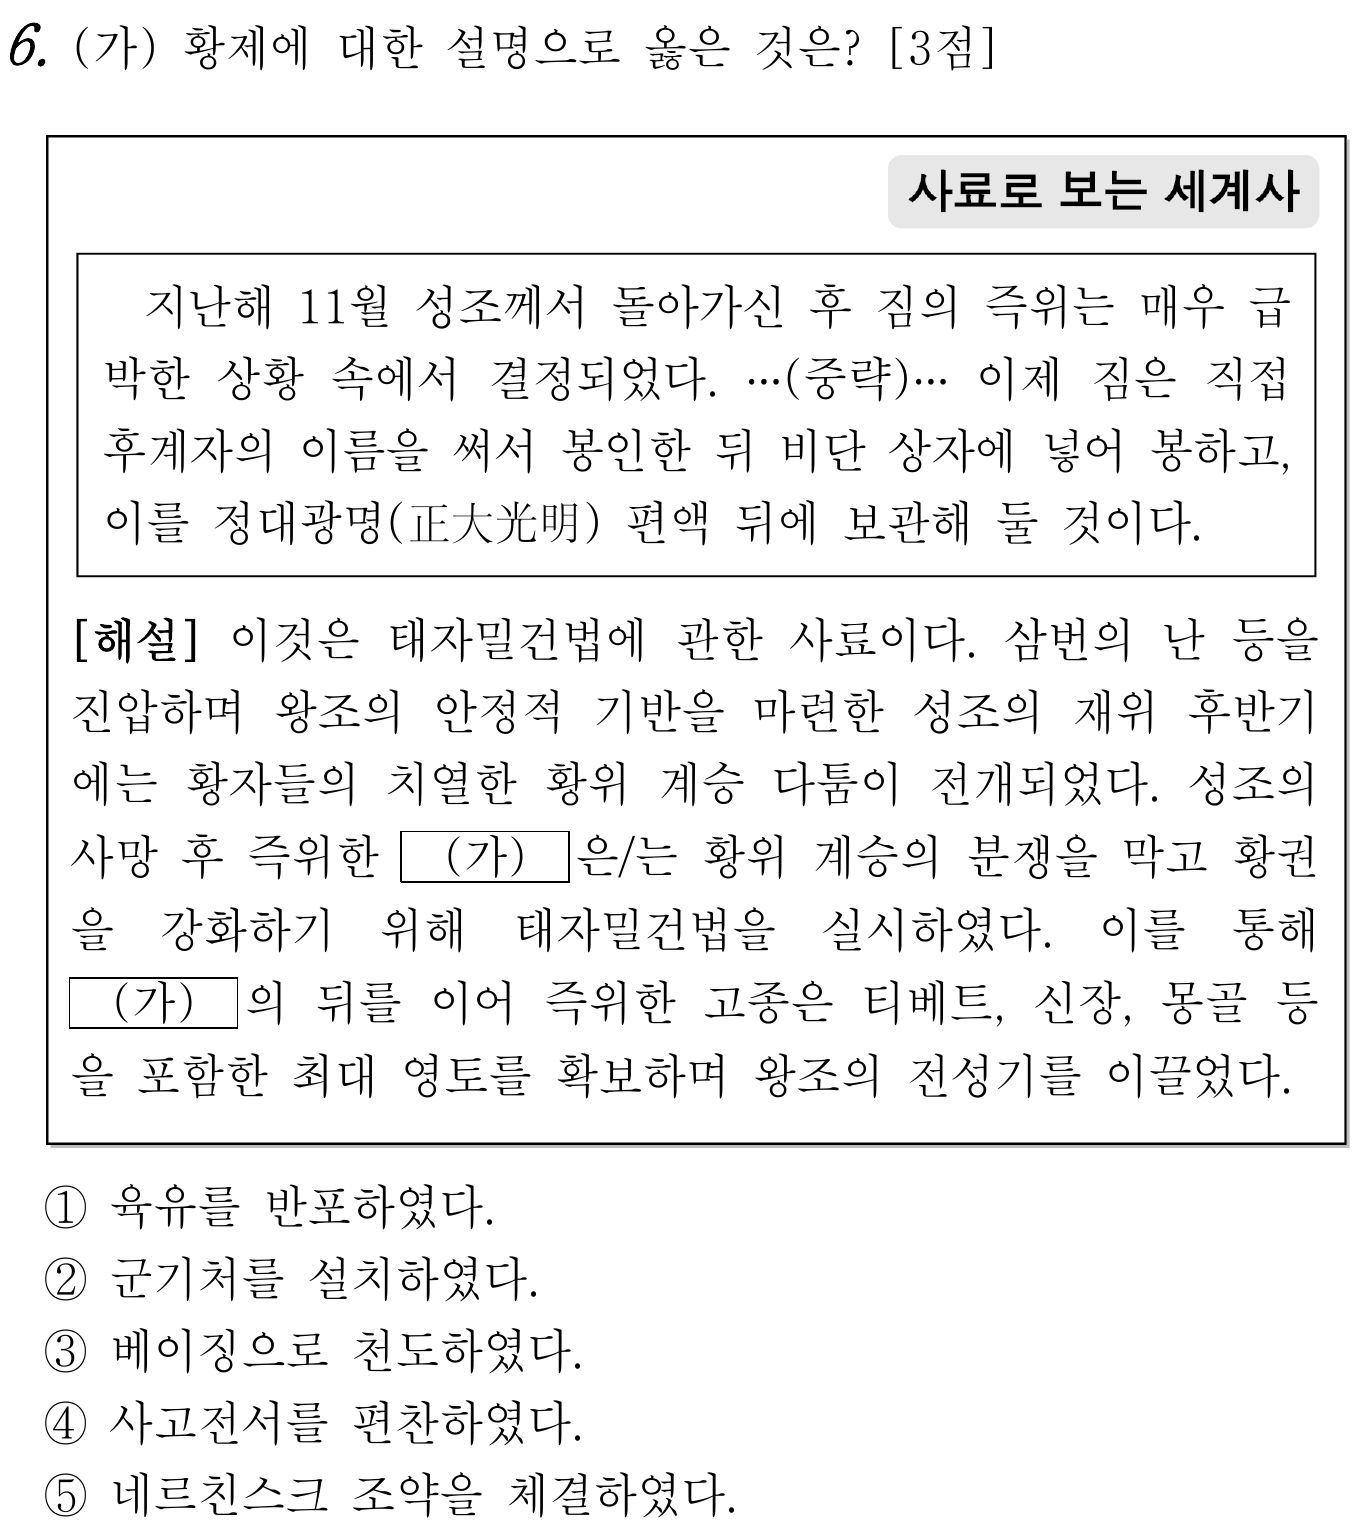 6. (가) 황제에 대한 설명으로 옳은 것은? [3점]
사료로 보는 세계사
지난해 11월 성조께서 돌아가신 후 짐의 즉위는 매우 급
박한 상황 속에서 결정되었다. …(중략)… 이제 짐은 직접
후계자의 이름을 써서 봉인한 뒤 비단 상자에 넣어 봉하고,
이를 정대광명(正大光明) 편액 뒤에 보관해 둘 것이다.
[해설] 이것은 태자밀건법에 관한 사료이다. 삼번의 난 등을
진압하며 왕조의 안정적 기반을 마련한 성조의 재위 후반기
에는 황자들의 치열한 황위 계승 다툼이 전개되었다. 성조의
사망 후 즉위한 (가) 은/는 황위 계승의 분쟁을 막고 황권
을 강화하기 위해 태자밀건법을 실시하였다. 이를 통해
(가) 의 뒤를 이어 즉위한 고종은 티베트, 신장, 몽골 등
을 포함한 최대 영토를 확보하며 왕조의 전성기를 이끌었다.
① 육유를 반포하였다.
② 군기처를 설치하였다.
③ 베이징으로 천도하였다.
④ 사고전서를 편찬하였다.
⑤ 네르친스크 조약을 체결하였다.